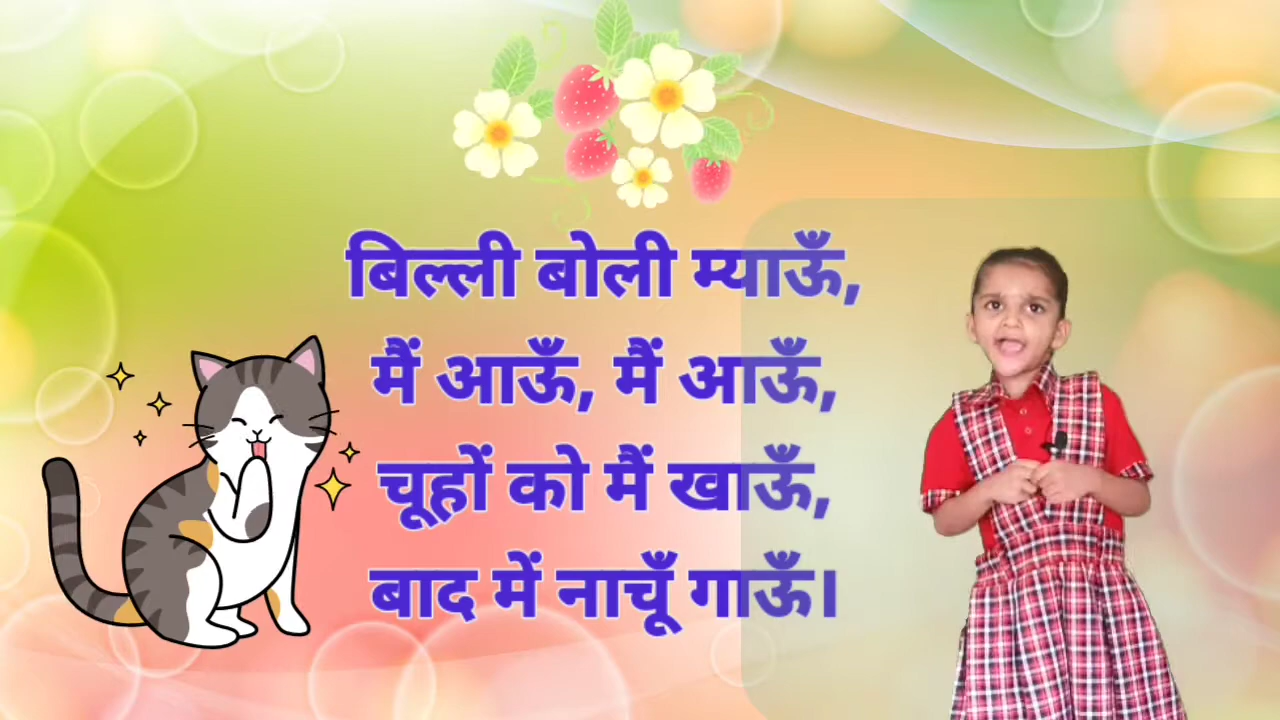 बिल्ली बोली म्याऊँ,
मैं आऊँ, मैं आऊँ,
चूहों को मैं खाऊँ,
बाद में नाचूँ गाऊँ।